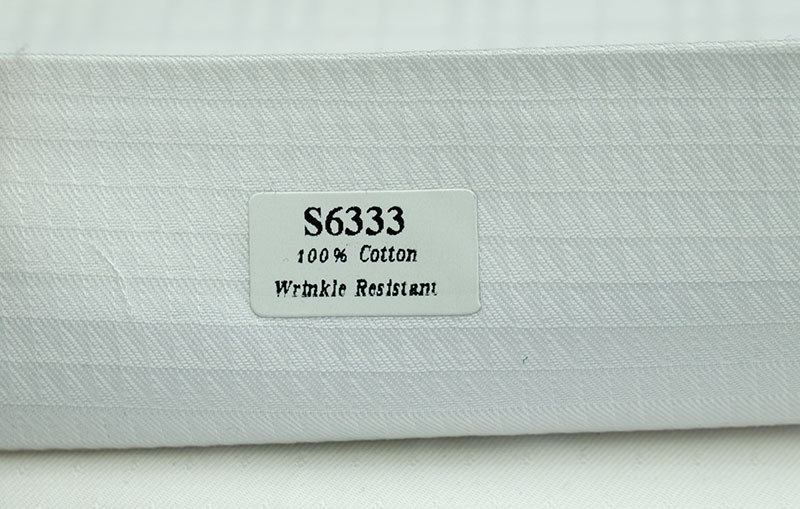 S6333
100% Cotton
Wrinkle Resistant